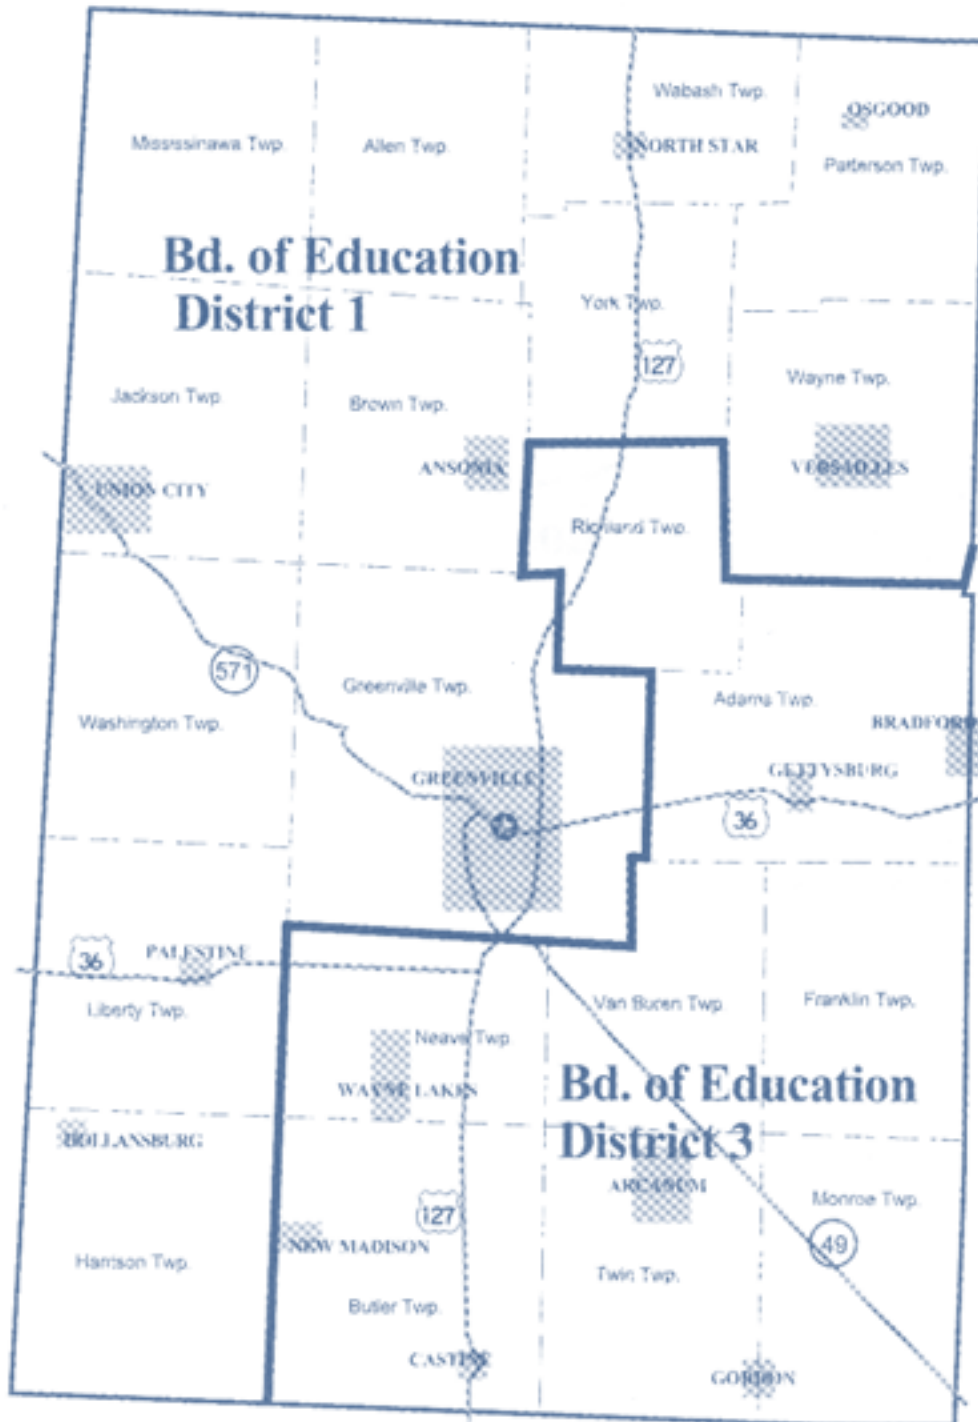 Wabash Twp.
OSGOOD
Mississinawa Twp.
Allen Twp.
NORTH STAR
Patterson Twp.
Bd. of Education
District 1
York Twp.
127
Wayne Twp.
Jackson Twp.
Brown Twp.
ANSONIA
VERSAILLES
UNION CITY
Richland Twp.
571
Greenville Twp.
Adams Twp.
Washington Twp.
BRADFORD
GREENVILLE
GETTYSBURG
36
PALESTINE
36
Liberty Twp.
Van Buren Twp
Franklin Twp.
Neave Twp.
WAYNE LAKES
Bd. of Education
District 3
HOLLANSBURG
ARCANUM
Monroe Twp.
127
NEW MADISON
49
Harrison Twp.
Twin Twp.
Butler Twp.
CASTINE
GORDON